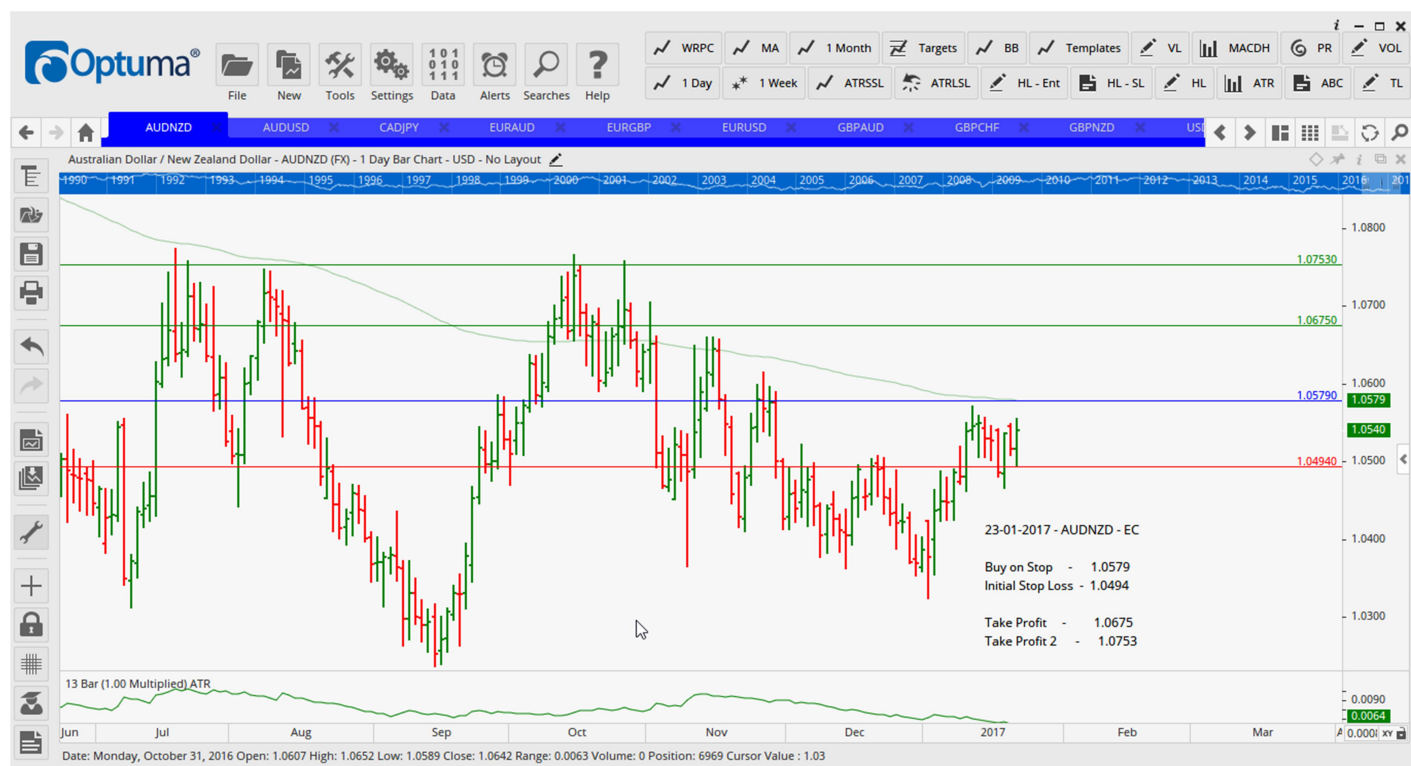 Optuma®
File New Tools Settings Data Alerts Searches Help
WRPC MA 1 Month Targets BB Templates VL MACDH PR VOL
1 Day 1 Week ATRSSL ATRLSL HL - Ent HL - SL HL ATR ABC TL
AUDNZD AUDUSD CADJPY EURAUD EURGBP EURUSD GBPAUD GBPCHF GBPNZD
Australian Dollar / New Zealand Dollar - AUDNZD (FX) - 1 Day Bar Chart - USD - No Layout
1990 1991 1992 1993 1994 1995 1996 1997 1998 1999 2000 2001 2002 2003 2004 2005 2006 2007 2008 2009 2010 2011 2012 2013 2014 2015 2016 201
1.0800
1.07530
1.0700
1.06750
1.0600
1.05790
1.0579
1.0540
1.04940
1.0500
23-01-2017 - AUDNZD - EC
1.0400
Buy on Stop - 1.0579
Initial Stop Loss - 1.0494
1.0300
Take Profit - 1.0675
Take Profit 2 - 1.0753
13 Bar (1.00 Multiplied) ATR
0.0090
0.0064
Jun Jul Aug Sep Oct Nov Dec 2017 Feb Mar
XY
Date: Monday, October 31, 2016 Open: 1.0607 High: 1.0652 Low: 1.0589 Close: 1.0642 Range: 0.0063 Volume: 0 Position: 6969 Cursor Value : 1.03